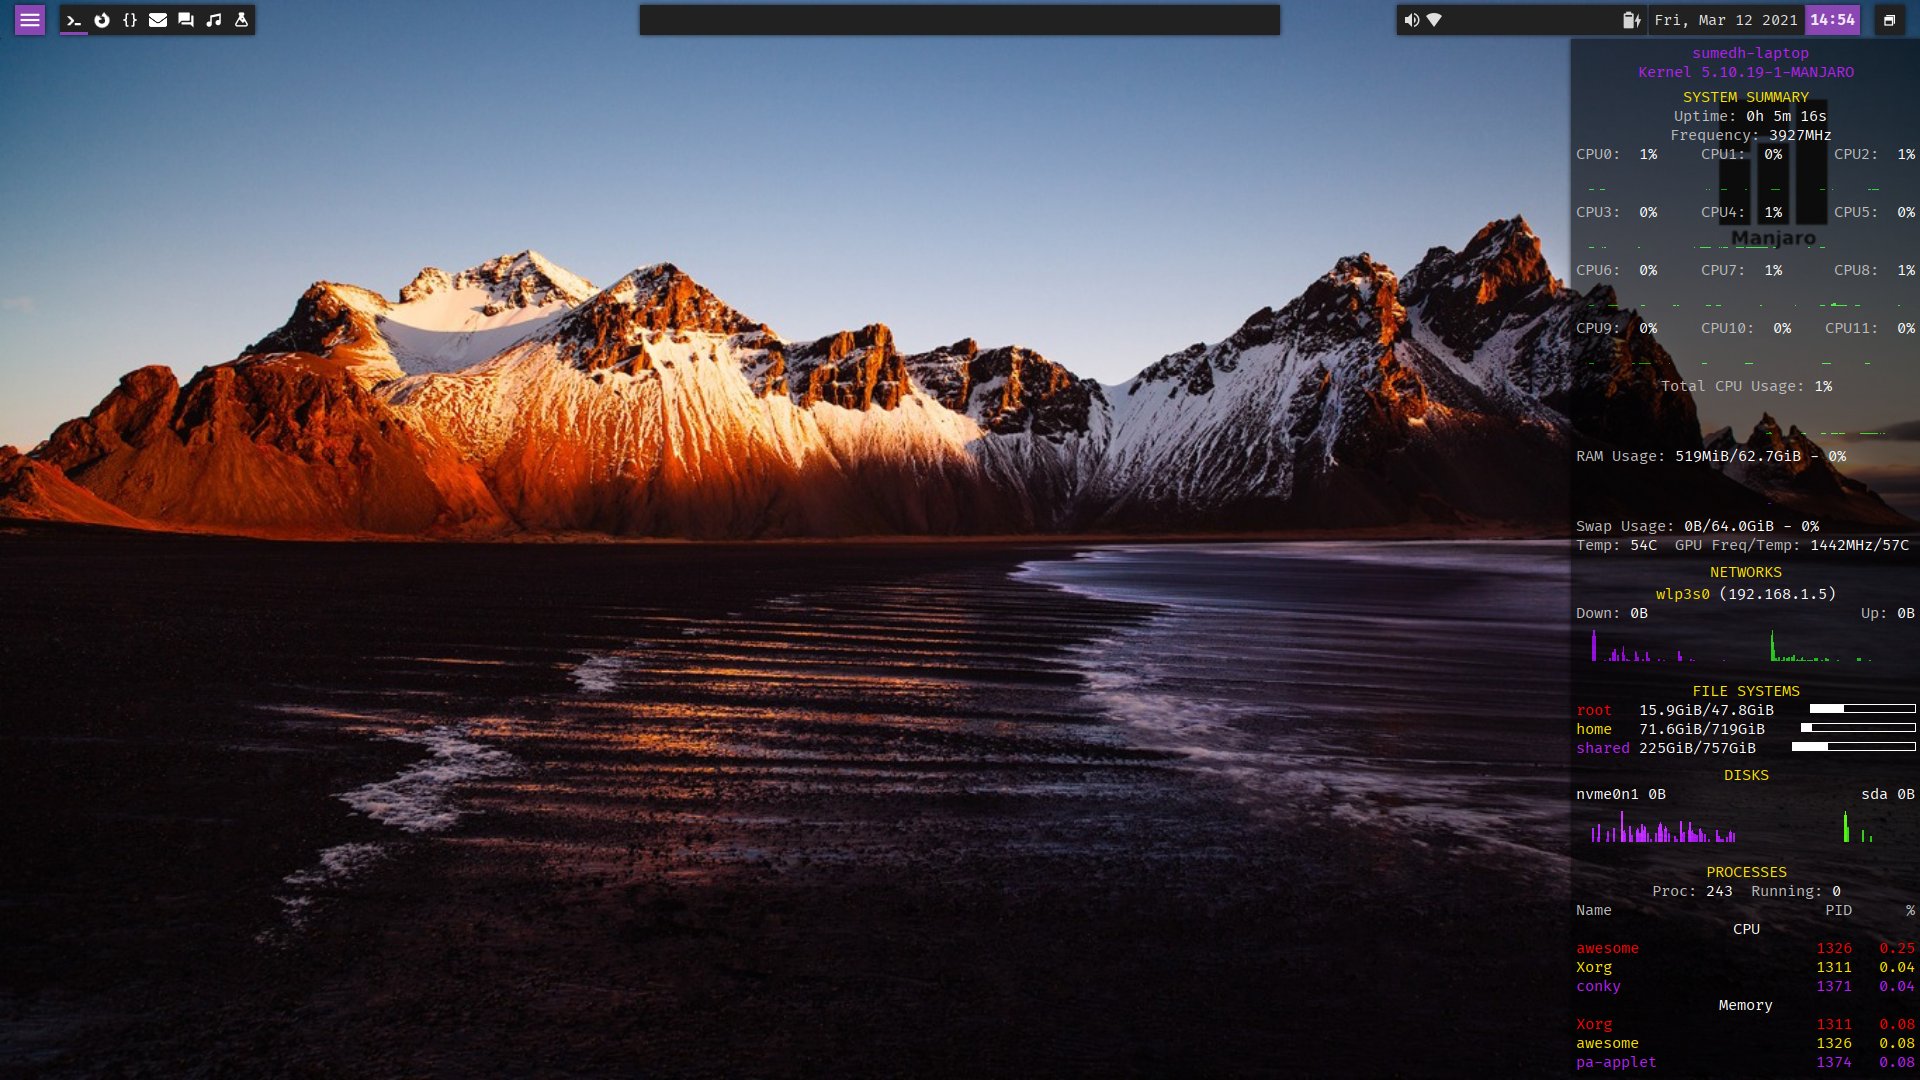 Fri, Mar 12 2021 14:54
sumedh-laptop
Kernel 5.10.19-1-MANJARO
SYSTEM SUMMARY
Uptime: 0h 5m 16s
Frequency: 3927MHz
CPU0: 1% CPU1: 0% CPU2: 1%
CPU3: 0% CPU4: 1% CPU5: 0%
Manjaro
CPU6: 0% CPU7: 1% CPU8: 1%
CPU9: 0% CPU10: 0% CPU11: 0%
Total CPU Usage: 1%
RAM Usage: 519MiB/62.7GiB - 0%
Swap Usage: 0B/64.0GiB - 0%
Temp: 54C GPU Freq/Temp: 1442MHz/57C
NETWORKS
wlp3s0 (192.168.1.5)
Down: 0B Up: 0B
FILE SYSTEMS
root 15.9GiB/47.8GiB
home 71.6GiB/719GiB
shared 225GiB/757GiB
DISKS
nvme0n1 0B sda 0B
PROCESSES
Proc: 243 Running: 0
Name PID %
CPU
awesome 1326 0.25
Xorg 1311 0.04
conky 1371 0.04
Memory
Xorg 1311 0.08
awesome 1326 0.08
pa-applet 1374 0.08